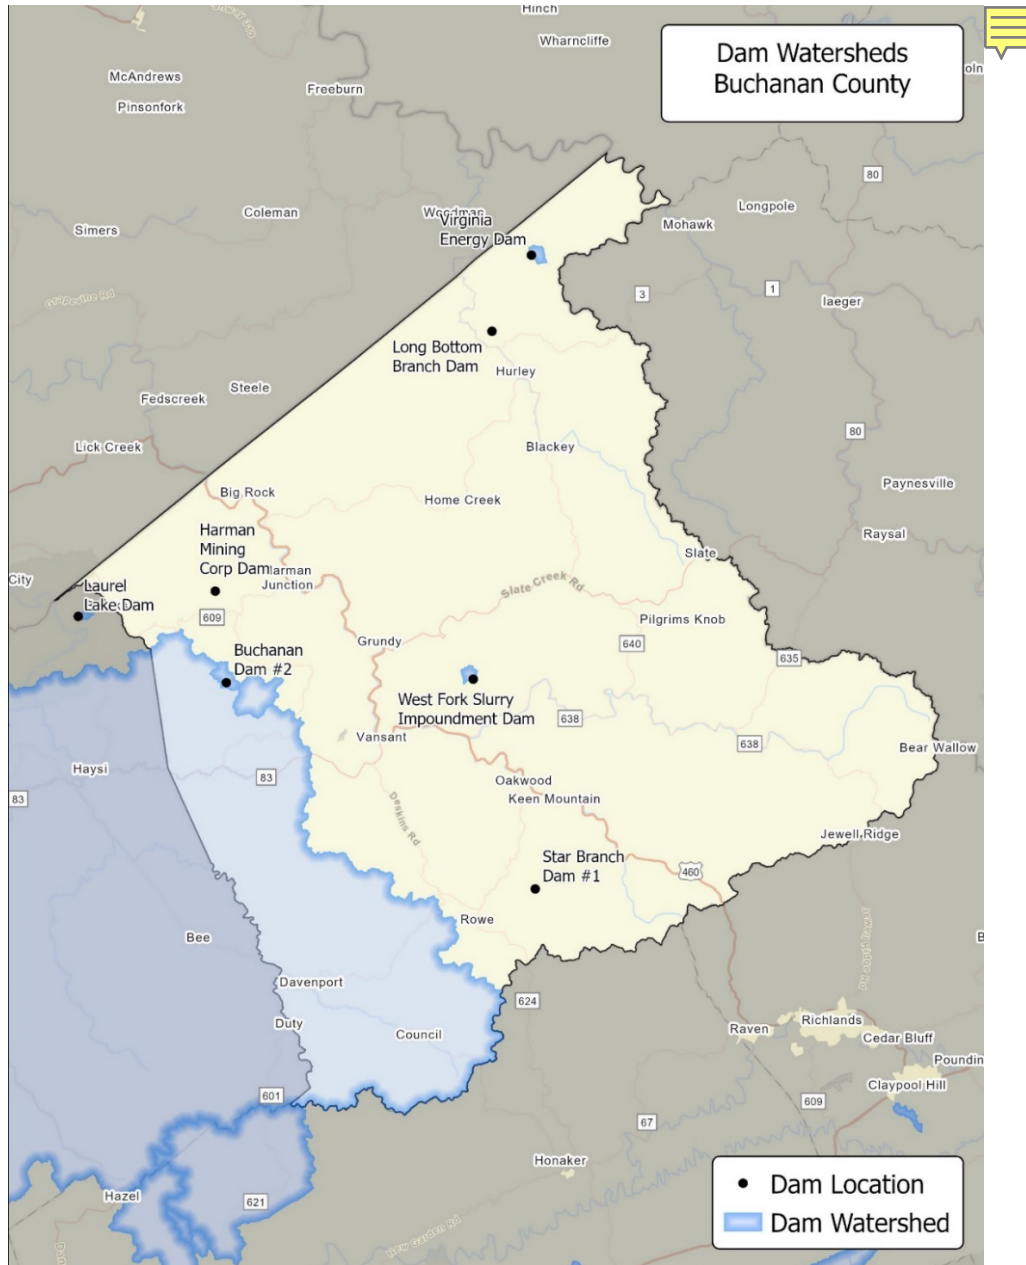 Hinch
Wharncliffe
Dam Watersheds
Buchanan County
McAndrews
Pinsonfork
Freeburn
80
Coleman
Longpole
Simers
Virginia
Energy Dam
Mohawk
3
1
Iaeger
Long Bottom
Branch Dam
Hurley
Steele
Fedscreek
80
Lick Creek
Blackey
Paynesville
Big Rock
Home Creek
Harman
Mining
Corp Dam
Junction
Raysal
Slate
City
Laurel
Lake Dam
Slate Creek Rd
609
Pilgrims Knob
Grundy
640
Buchanan
Dam #2
635
West Fork Slurry
Impoundment Dam
638
Vansant
638
Bear Wallow
Haysi
83
83
Oakwood
Keen Mountain
Deskins Rd
Jewell Ridge
Star Branch
Dam #1
460
Rowe
Bee
Davenport
624
Duty
Council
Raven
Richlands
Cedar Bluff
Claypool Hill
601
609
67
Honaker
Hazel
621
New Garden Rd
Dam Location
Dam Watershed